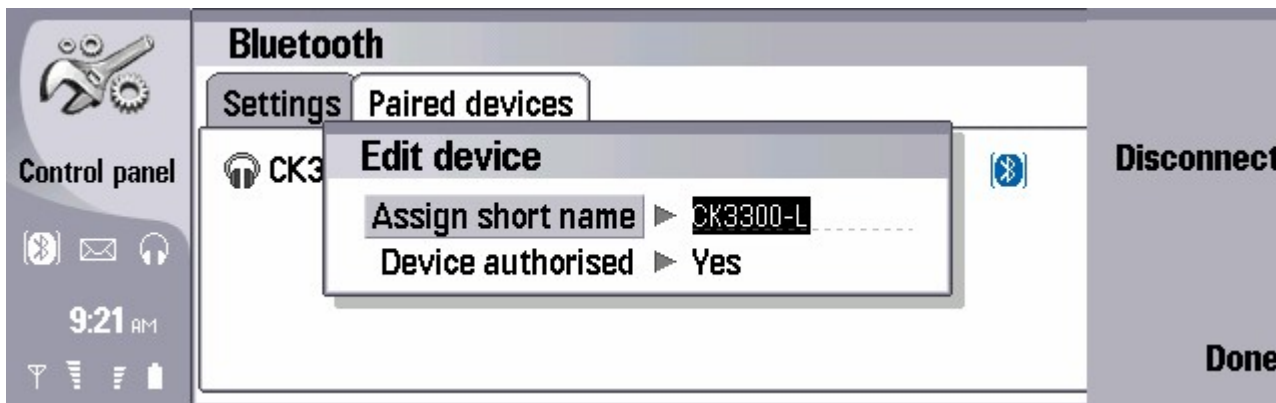 Bluetooth
Settings
Paired devices
Control panel
CK3
Edit device
Assign short name CK3300-L
Device authorised Yes
Disconnect
9:21 AM
Done